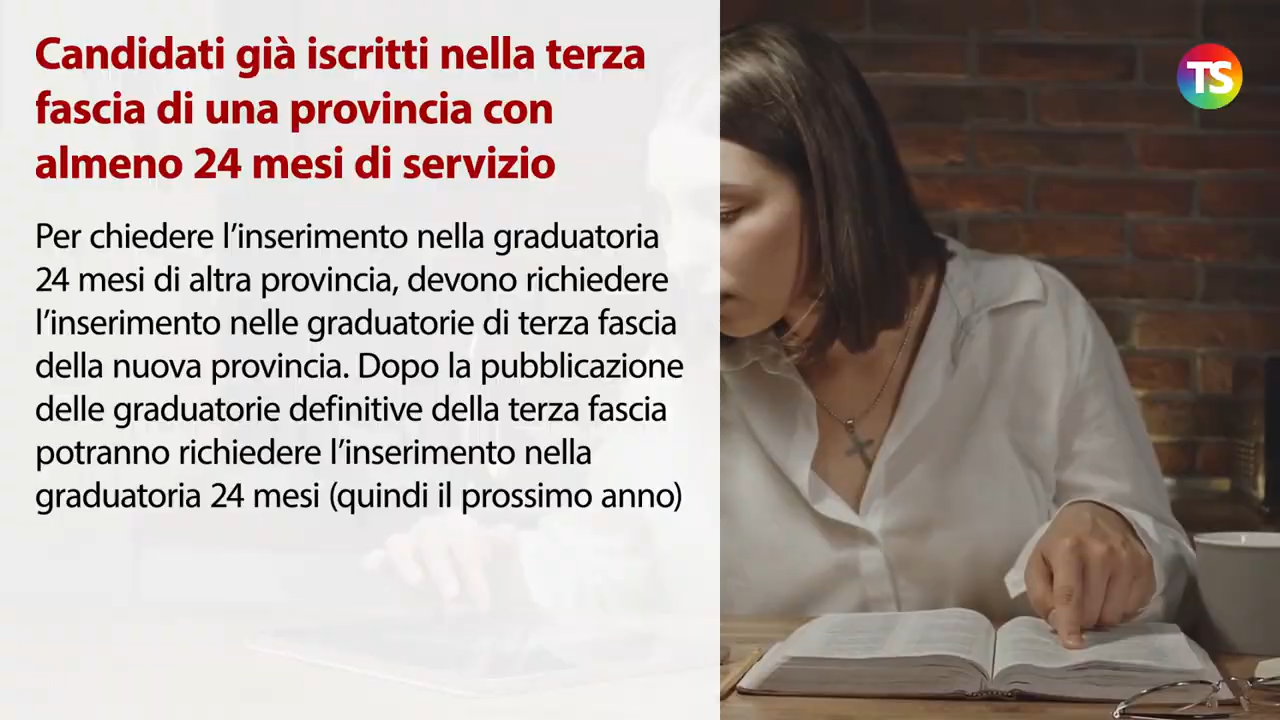 Candidati già iscritti nella terza
fascia di una provincia con
almeno 24 mesi di servizio
Per chiedere l’inserimento nella graduatoria
24 mesi di altra provincia, devono richiedere
l’inserimento nelle graduatorie di terza fascia
della nuova provincia. Dopo la pubblicazione
delle graduatorie definitive della terza fascia
potranno richiedere l’inserimento nella
graduatoria 24 mesi (quindi il prossimo anno)
TS